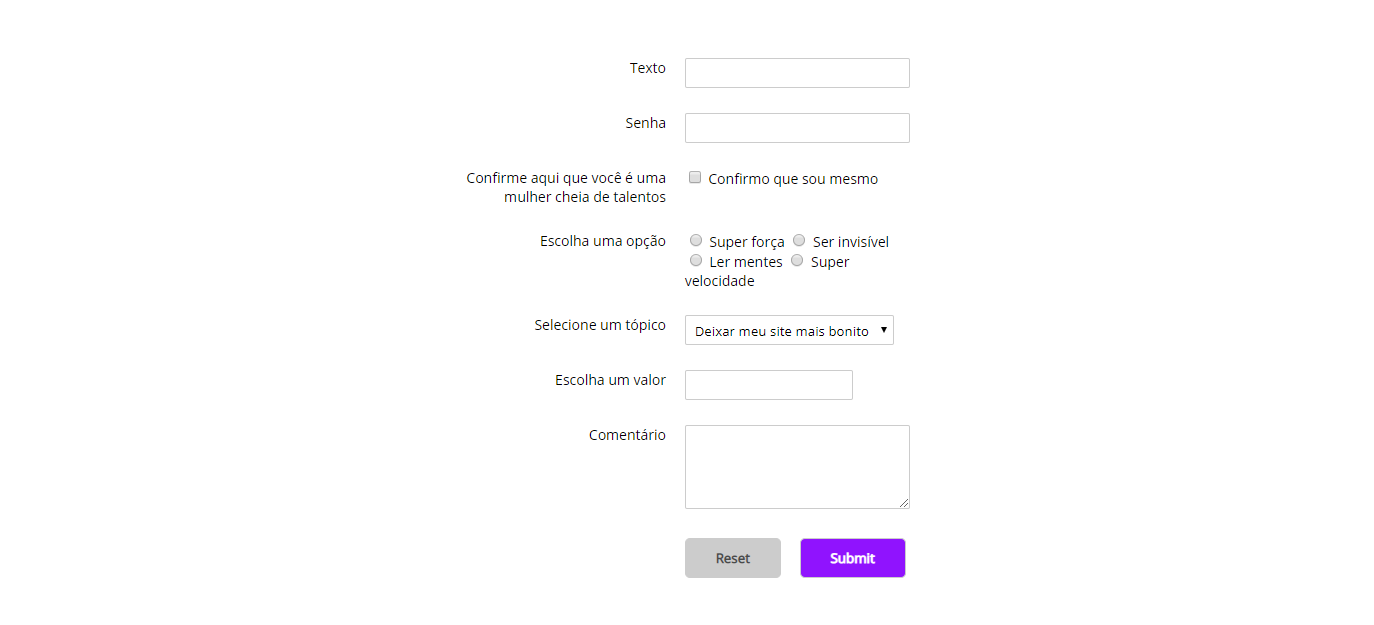 Texto
Senha
Confirme aqui que você é uma
mulher cheia de talentos
Confirmo que sou mesmo
Escolha uma opção
Super força Ser invisível
Ler mentes Super
velocidade
Selecione um tópico
Deixar meu site mais bonito
Escolha um valor
Comentário
Reset Submit